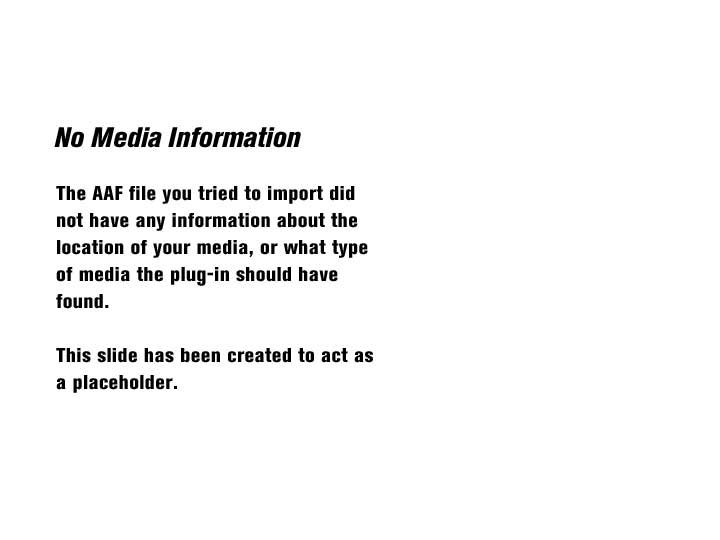 No Media Information
The AAF file you tried to import did
not have any information about the
location of your media, or what type
of media the plug-in should have
found.
This slide has been created to act as
a placeholder.